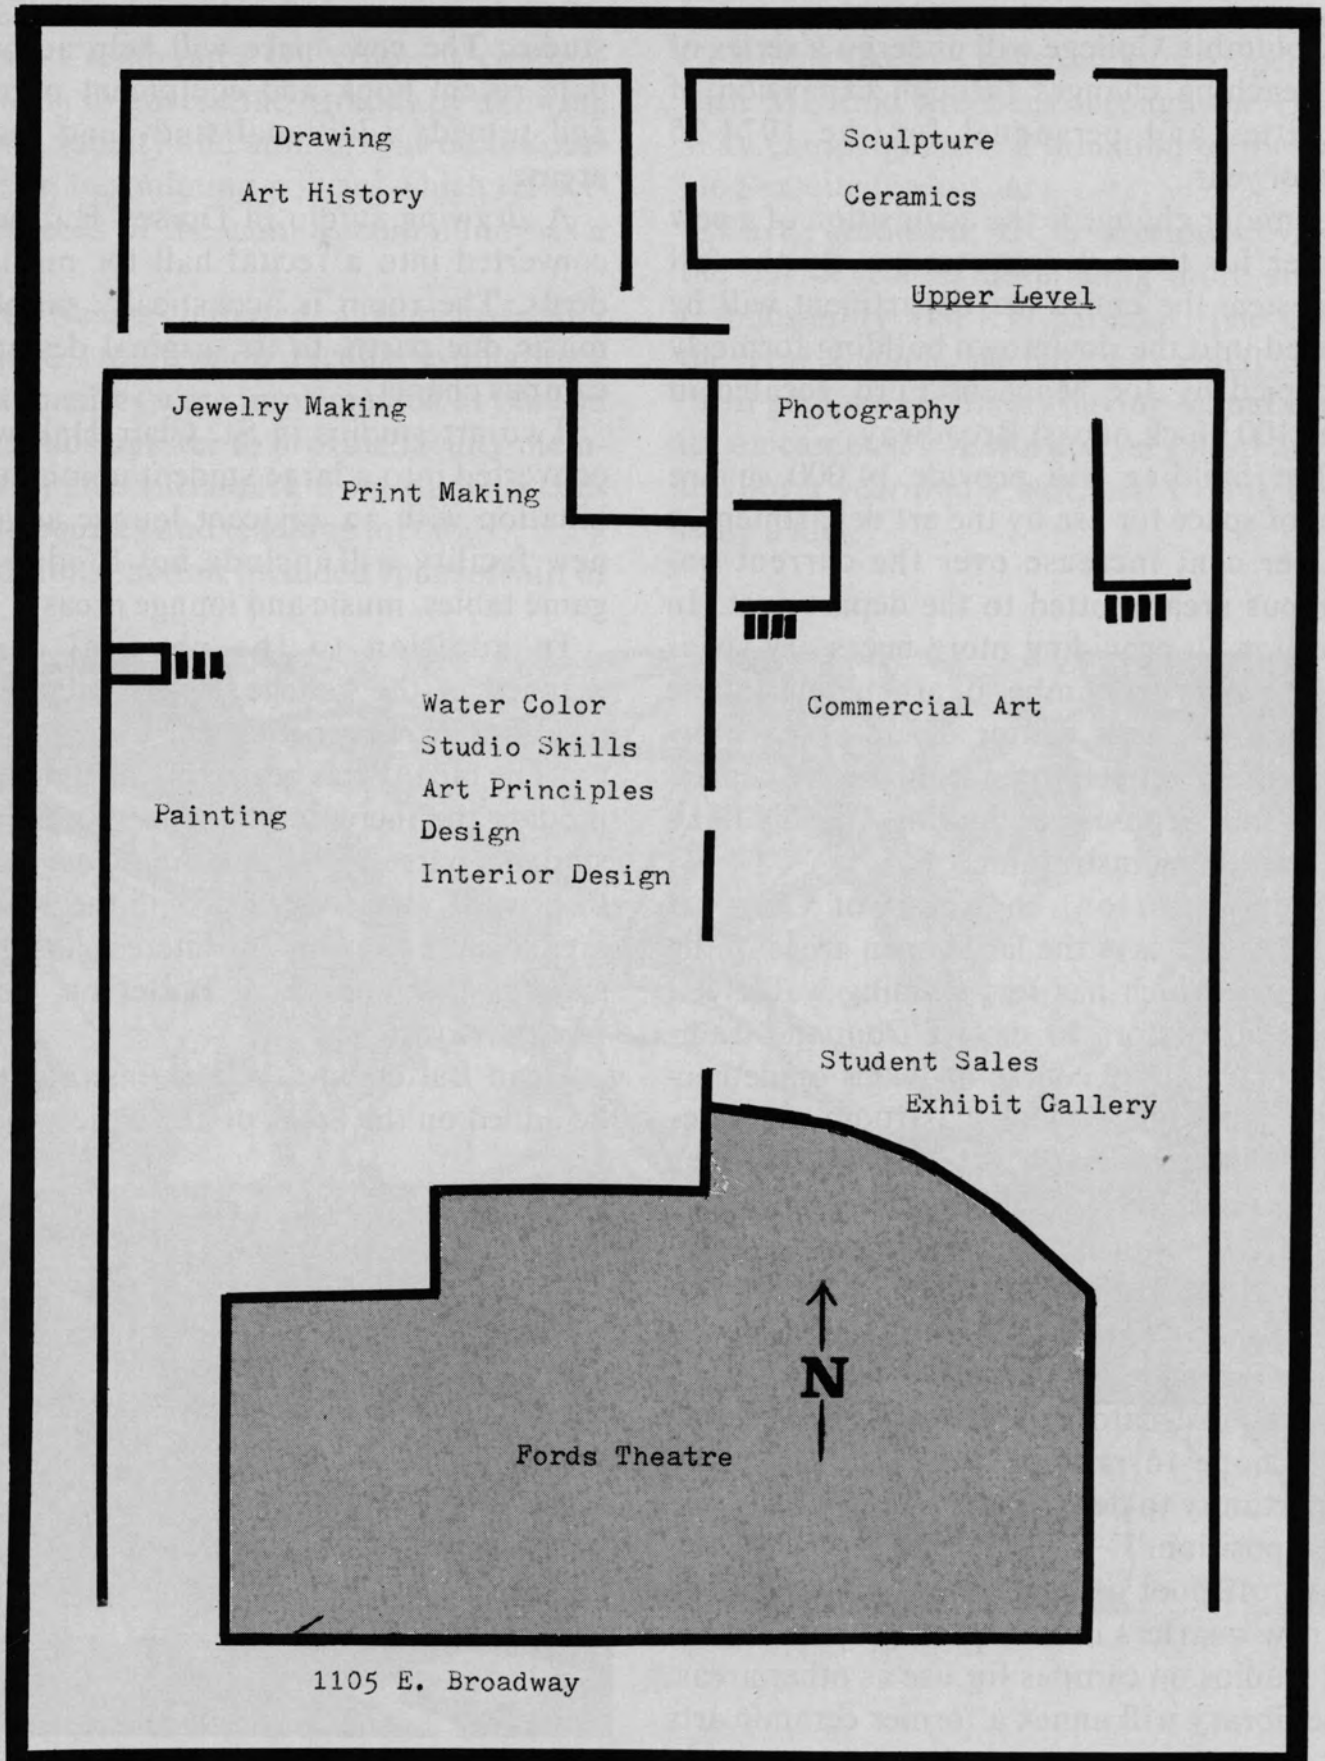 Drawing
Art History
Sculpture
Ceramics
Upper Level
Jewelry Making
Print Making
Photography
Water Color
Studio Skills
Art Principles
Design
Interior Design
Painting
Commercial Art
Student Sales
Exhibit Gallery
N
Fords Theatre
1105 E. Broadway